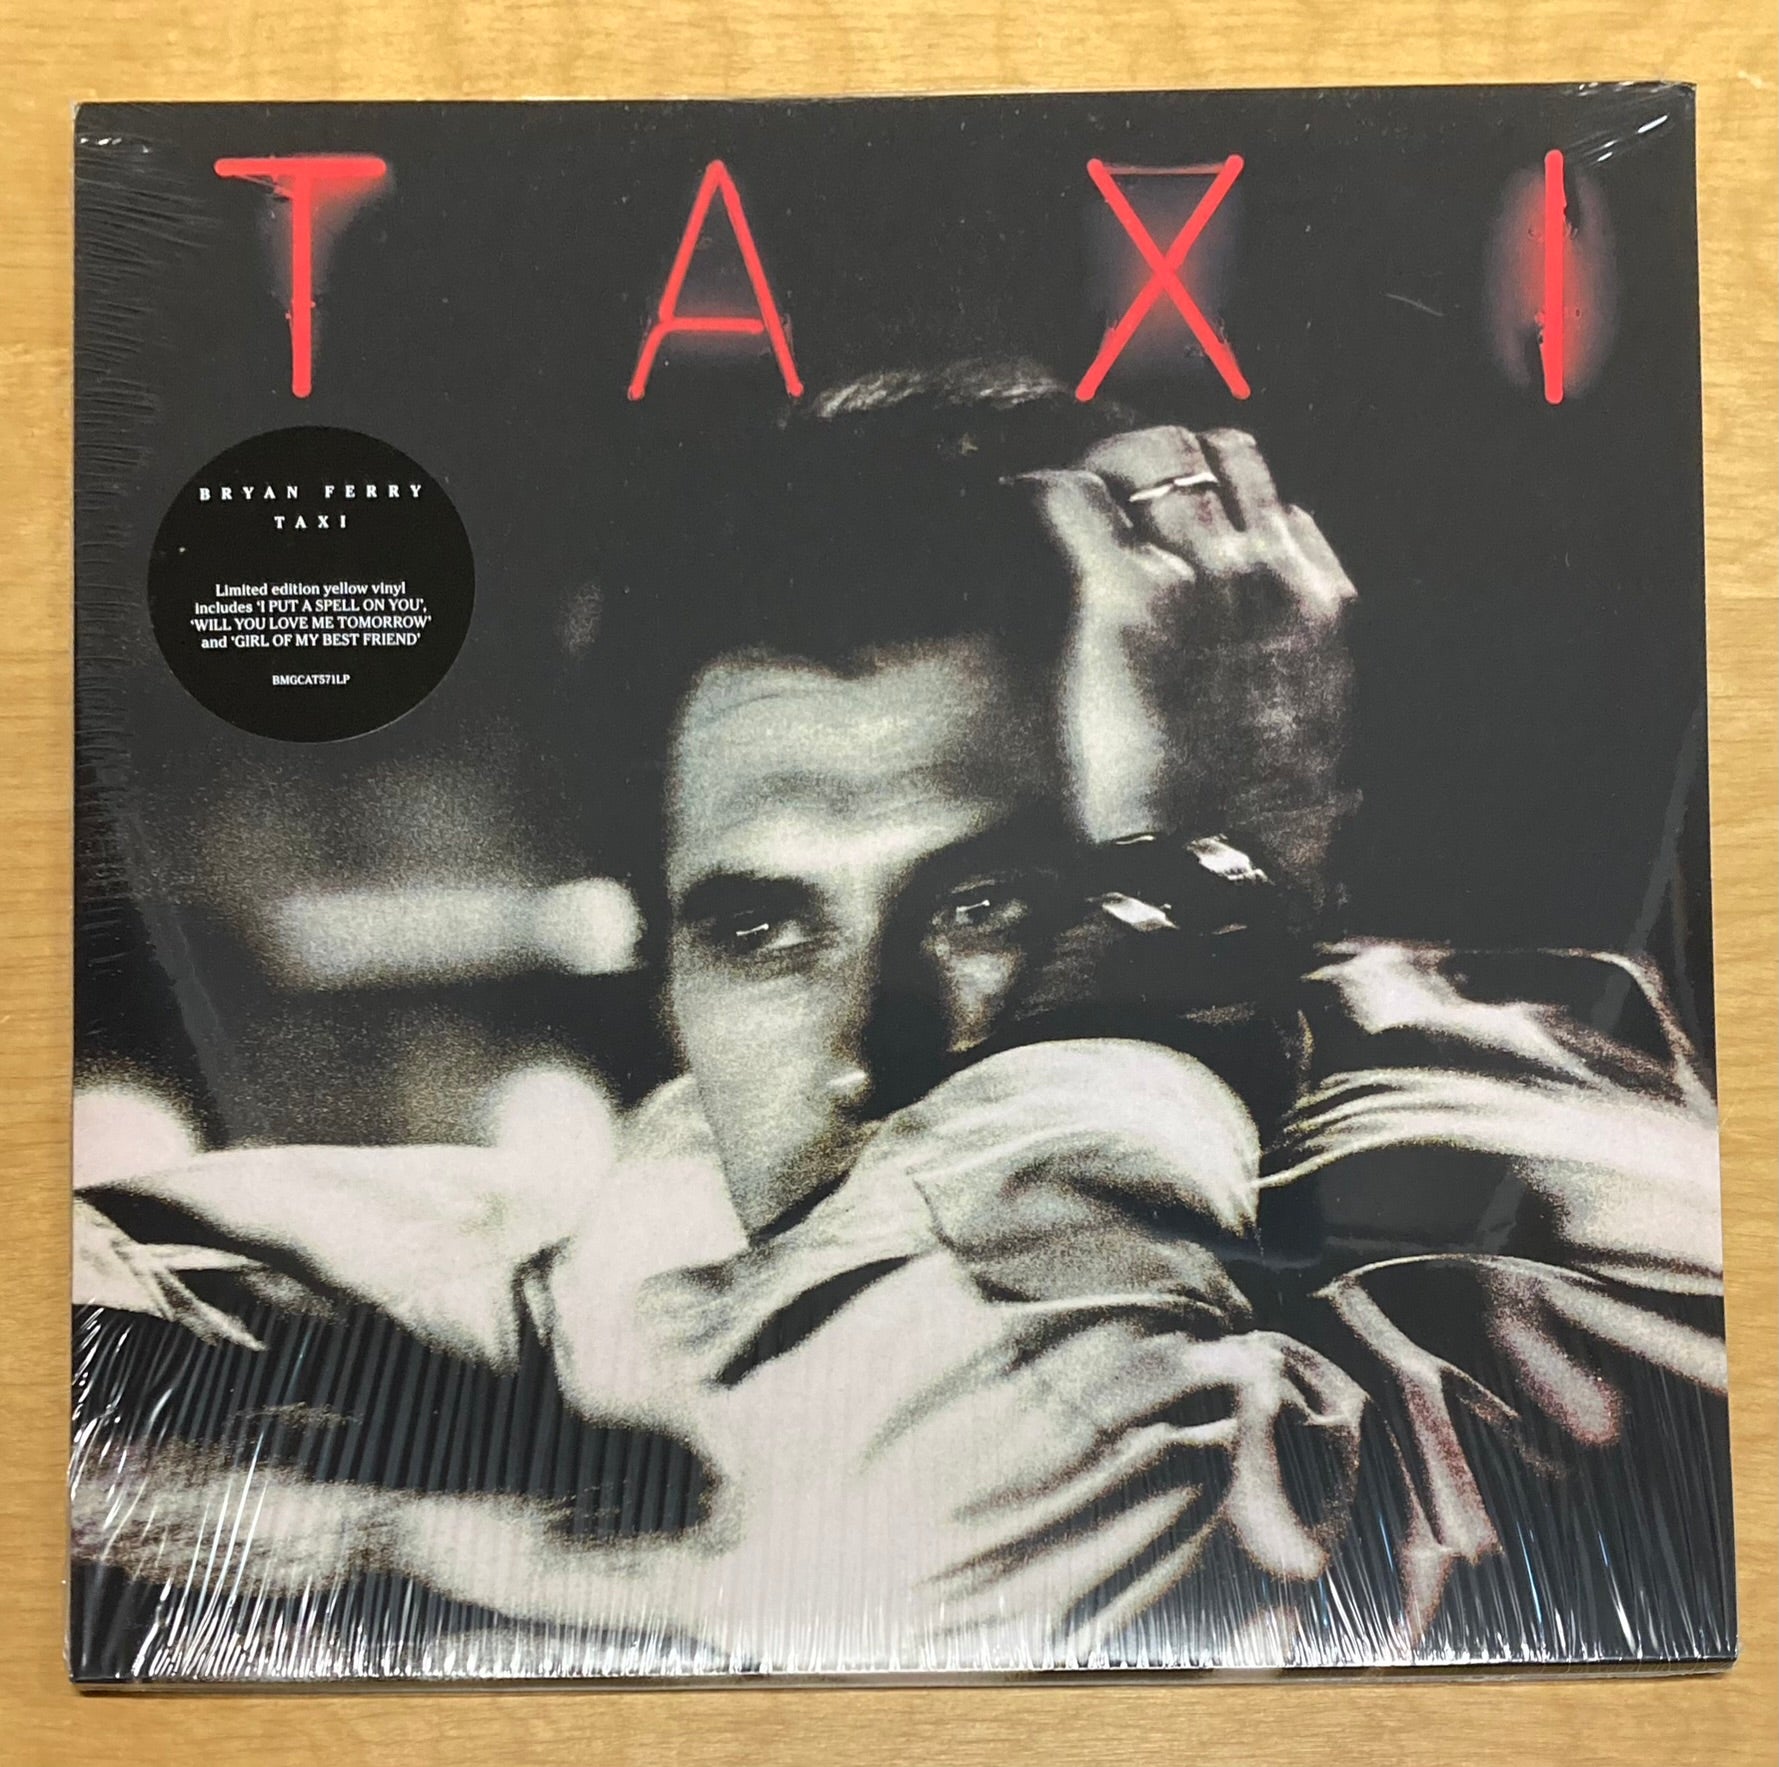 TAXI
BRYAN FERRY
TAXI
Limited edition yellow vinyl
includes ‘I PUT A SPELL ON YOU’,
‘WILL YOU LOVE ME TOMORROW’
and ‘GIRL OF MY BEST FRIEND’
BMGCAT571LP